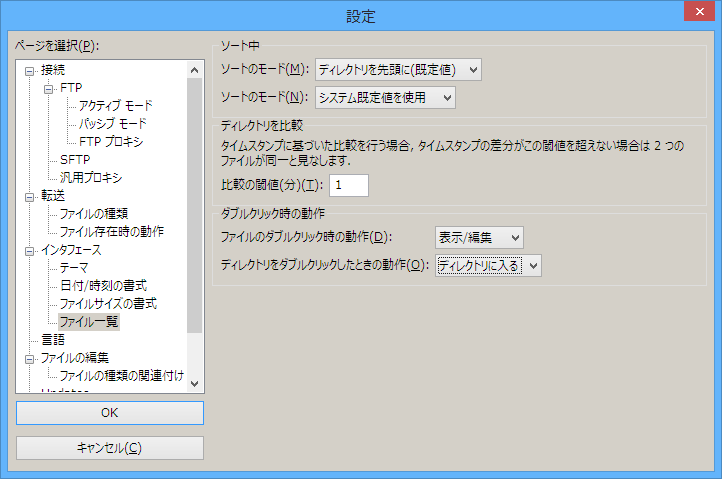 設定
ページを選択(P):
接続
FTP
アクティブ モード
パッシブ モード
FTP プロキシ
SFTP
汎用プロキシ
転送
ファイルの種類
ファイル存在時の動作
インタフェース
テーマ
日付/時刻の書式
ファイルサイズの書式
ファイル一覧
言語
ファイルの編集
ファイルの種類の関連付け
Updates
OK
キャンセル(C)
ソート中
ソートのモード(M): ディレクトリを先頭に(既定値)
ソートのモード(N): システム既定値を使用
ディレクトリを比較
タイムスタンプに基づいた比較を行う場合, タイムスタンプの差分がこの閾値を超えない場合は 2 つの
ファイルが同一と見なします.
比較の閾値(分)(T): 1
ダブルクリック時の動作
ファイルのダブルクリック時の動作(D): 表示/編集
ディレクトリをダブルクリックしたときの動作(O): ディレクトリに入る